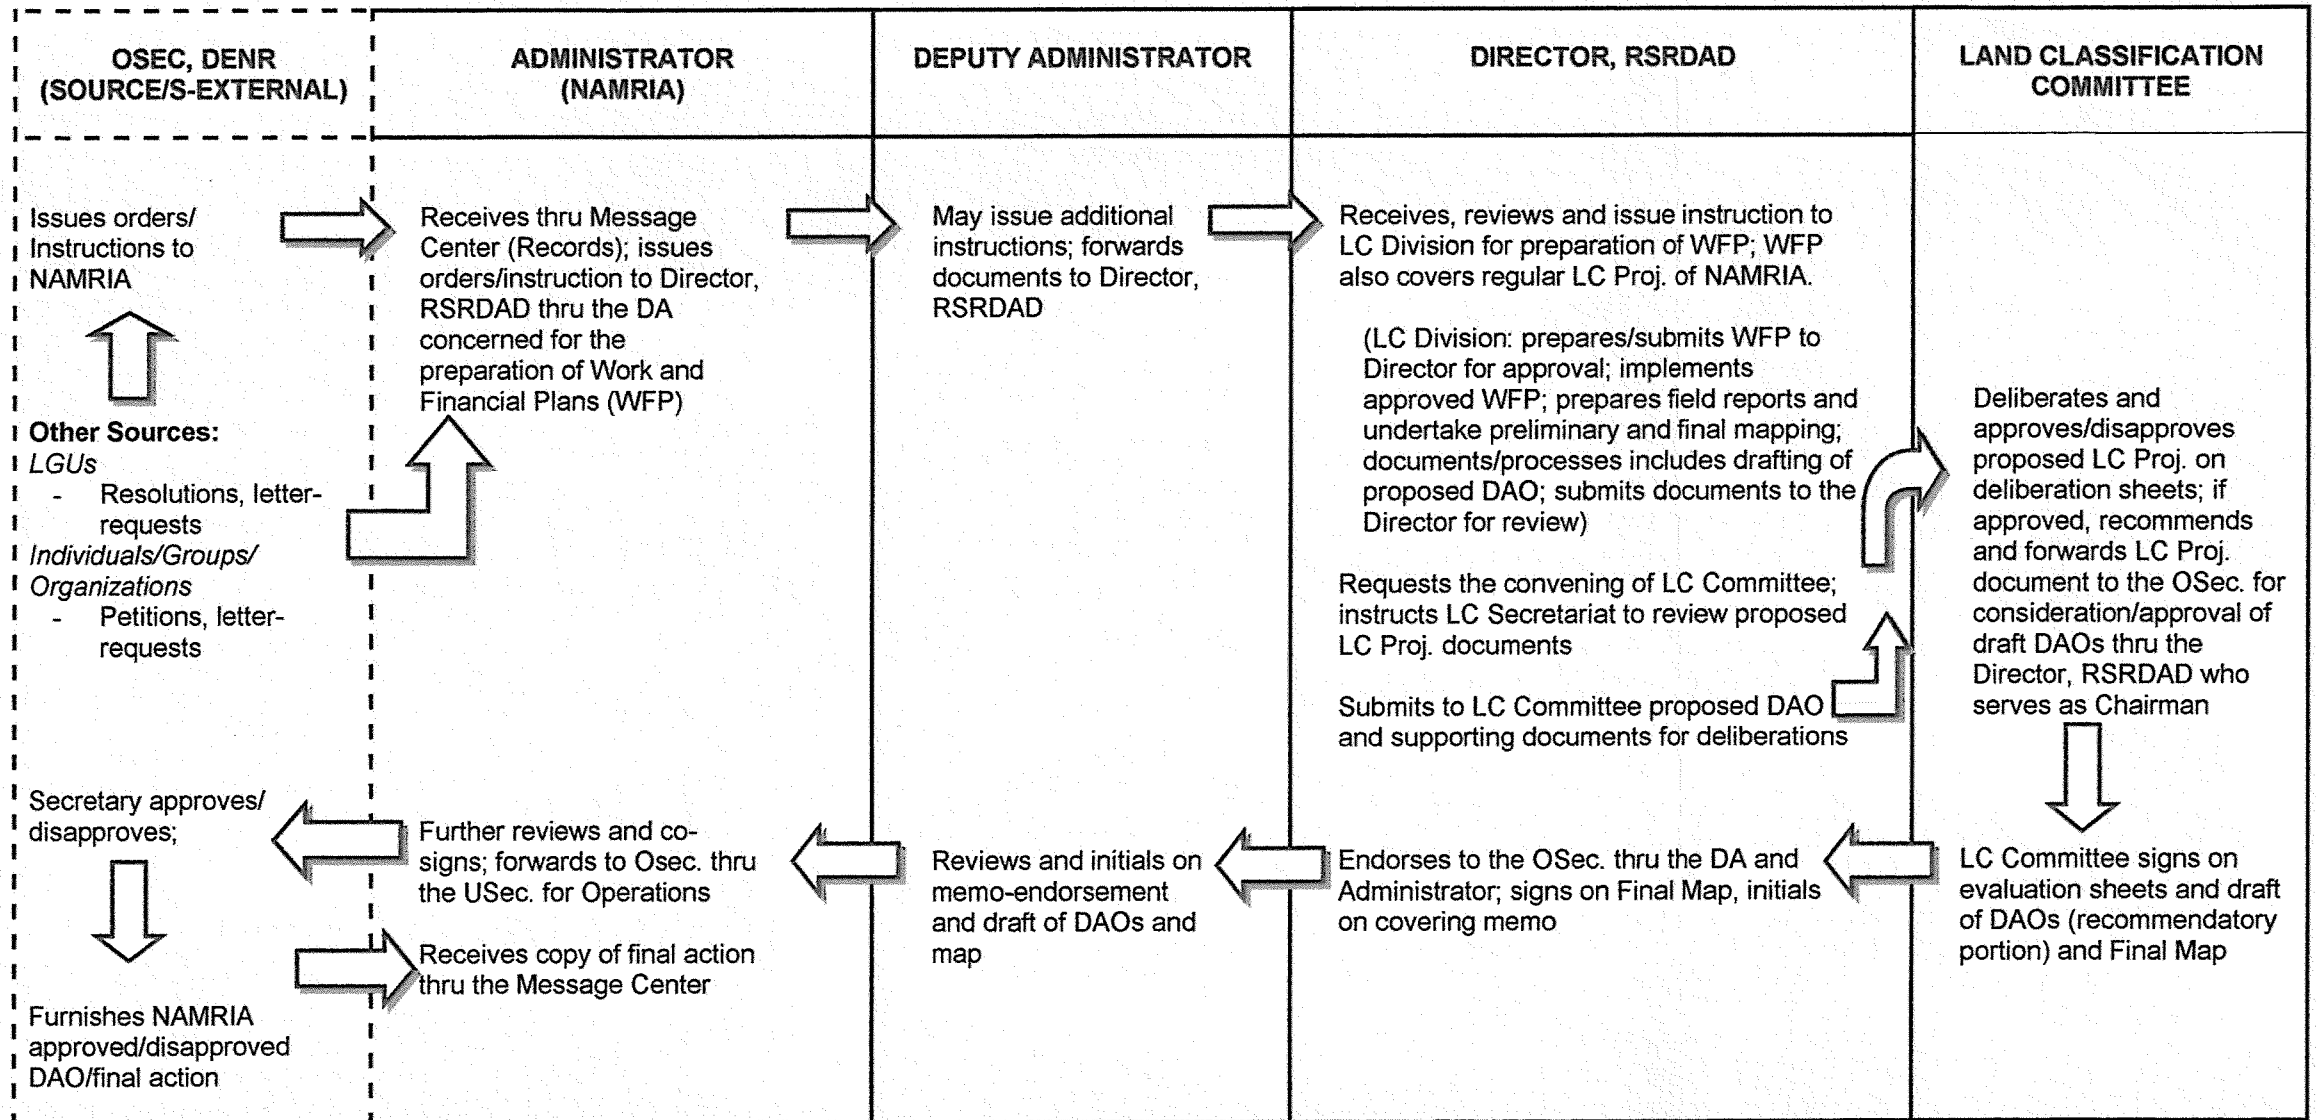 OSEC, DENR
(SOURCE/S-EXTERNAL)
ADMINISTRATOR
(NAMRIA)
DEPUTY ADMINISTRATOR
DIRECTOR, RSRDAD
LAND CLASSIFICATION
COMMITTEE
Issues orders/
Instructions to
NAMRIA
Other Sources:
LGUs
- Resolutions, letter-
requests
Individuals/Groups/
Organizations
- Petitions, letter-
requests
Secretary approves/
disapproves;
Furnishes NAMRIA
approved/disapproved
DAO/final action
Receives thru Message
Center (Records); issues
orders/instruction to Director,
RSRDAD thru the DA
concerned for the
preparation of Work and
Financial Plans (WFP)
Further reviews and co-
signs; forwards to Osec. thru
the USec. for Operations
Receives copy of final action
thru the Message Center
May issue additional
instructions; forwards
documents to Director,
RSRDAD
Reviews and initials on
memo-endorsement
and draft of DAOs and
map
Receives, reviews and issue instruction to
LC Division for preparation of WFP; WFP
also covers regular LC Proj. of NAMRIA.
(LC Division: prepares/submits WFP to
Director for approval; implements
approved WFP; prepares field reports and
undertake preliminary and final mapping;
documents/processes includes drafting of
proposed DAO; submits documents to the
Director for review)
Requests the convening of LC Committee;
instructs LC Secretariat to review proposed
LC Proj. documents
Submits to LC Committee proposed DAO
and supporting documents for deliberations
Endorses to the OSec. thru the DA and
Administrator; signs on Final Map, initials
on covering memo
Deliberates and
approves/disapproves
proposed LC Proj. on
deliberation sheets; if
approved, recommends
and forwards LC Proj.
document to the OSec. for
consideration/approval of
draft DAOs thru the
Director, RSRDAD who
serves as Chairman
LC Committee signs on
evaluation sheets and draft
of DAOs (recommendatory
portion) and Final Map